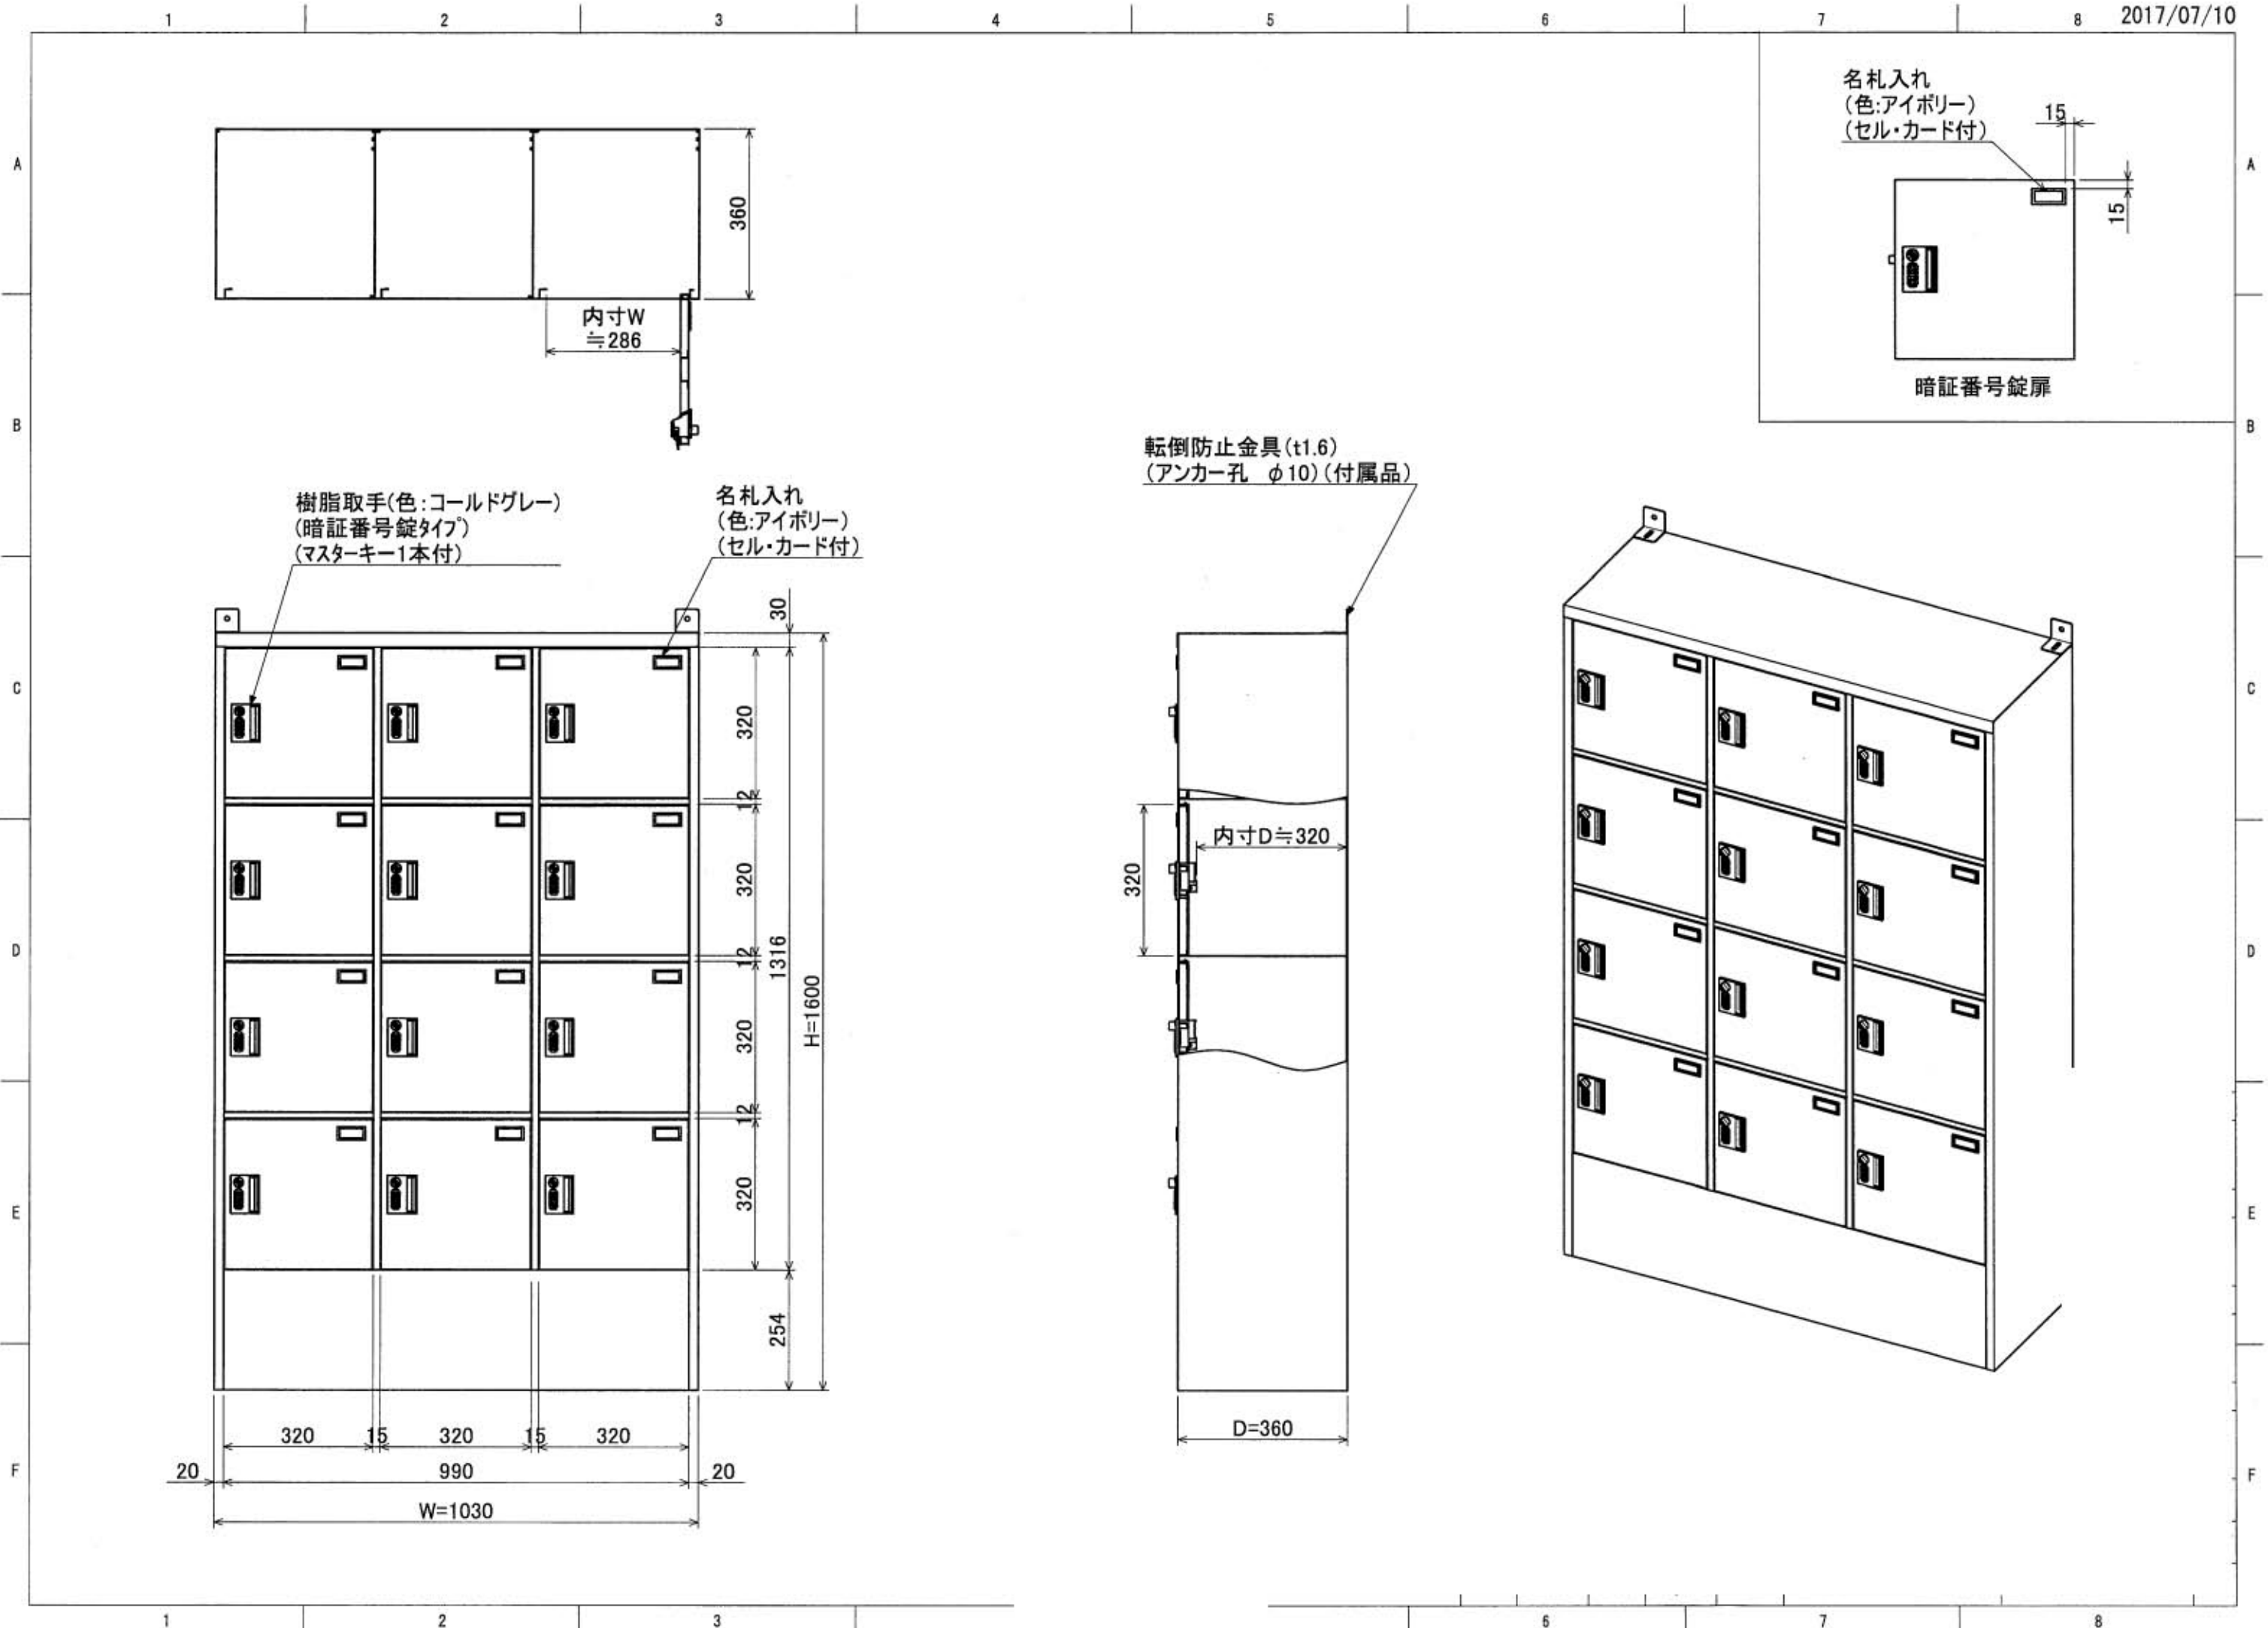 1 2 3 4 5 6 7 8 2017/07/10
名札入れ
(色:アイボリー)
(セル・カード付)
15
15
暗証番号錠扉
A
A
360
内寸W
≒286
B
B
転倒防止金具(t1.6)
(アンカー孔 φ10)(付属品)
樹脂取手(色:コールドグレー)
(暗証番号錠タイプ)
(マスターキー1本付)
名札入れ
(色:アイボリー)
(セル・カード付)
30
C
C
320
12
320
12
320
12
320
1316
H=1600
254
内寸D≒320
320
D
D
E
E
320 15 320 15 320
20 990 20
W=1030
D=360
F
F
1 2 3 6 7 8